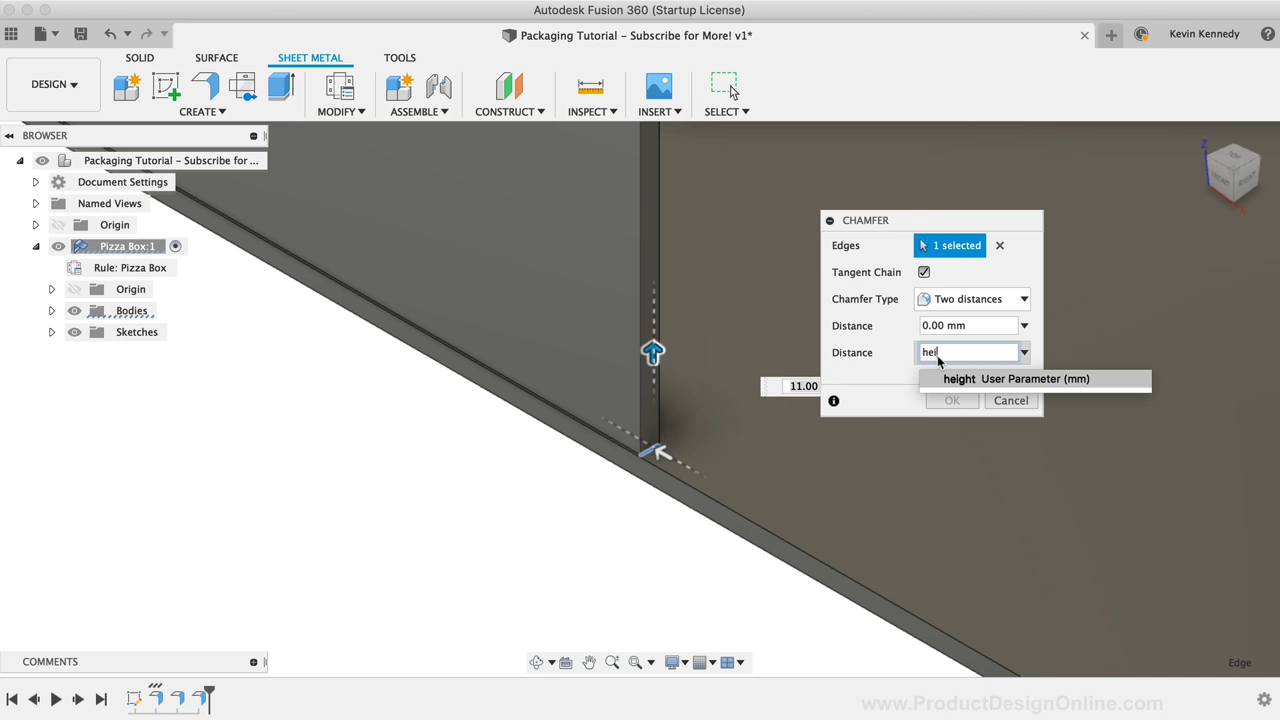 Autodesk Fusion 360 (Startup License)
Packaging Tutorial – Subscribe for More! v1*
Kevin Kennedy
DESIGN
SOLID SURFACE SHEET METAL TOOLS
CREATE MODIFY ASSEMBLE CONSTRUCT INSPECT INSERT SELECT
BROWSER
Packaging Tutorial – Subscribe for ...
Document Settings
Named Views
Origin
Pizza Box:1
Rule: Pizza Box
Origin
Bodies
Sketches
Z
TOP
FRONT RIGHT
X
CHAMFER
Edges 1 selected
Tangent Chain
Chamfer Type Two distances
Distance 0.00 mm
Distance hei
height User Parameter (mm)
11.00
OK Cancel
COMMENTS
Edge
www.ProductDesignOnline.com